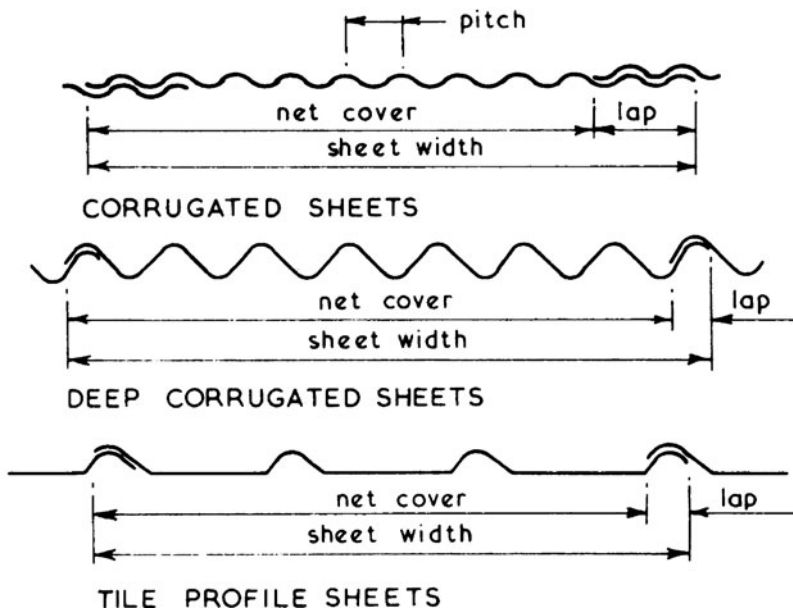 pitch
net cover lap
sheet width
CORRUGATED SHEETS
net cover lap
sheet width
DEEP CORRUGATED SHEETS
net cover lap
sheet width
TILE PROFILE SHEETS